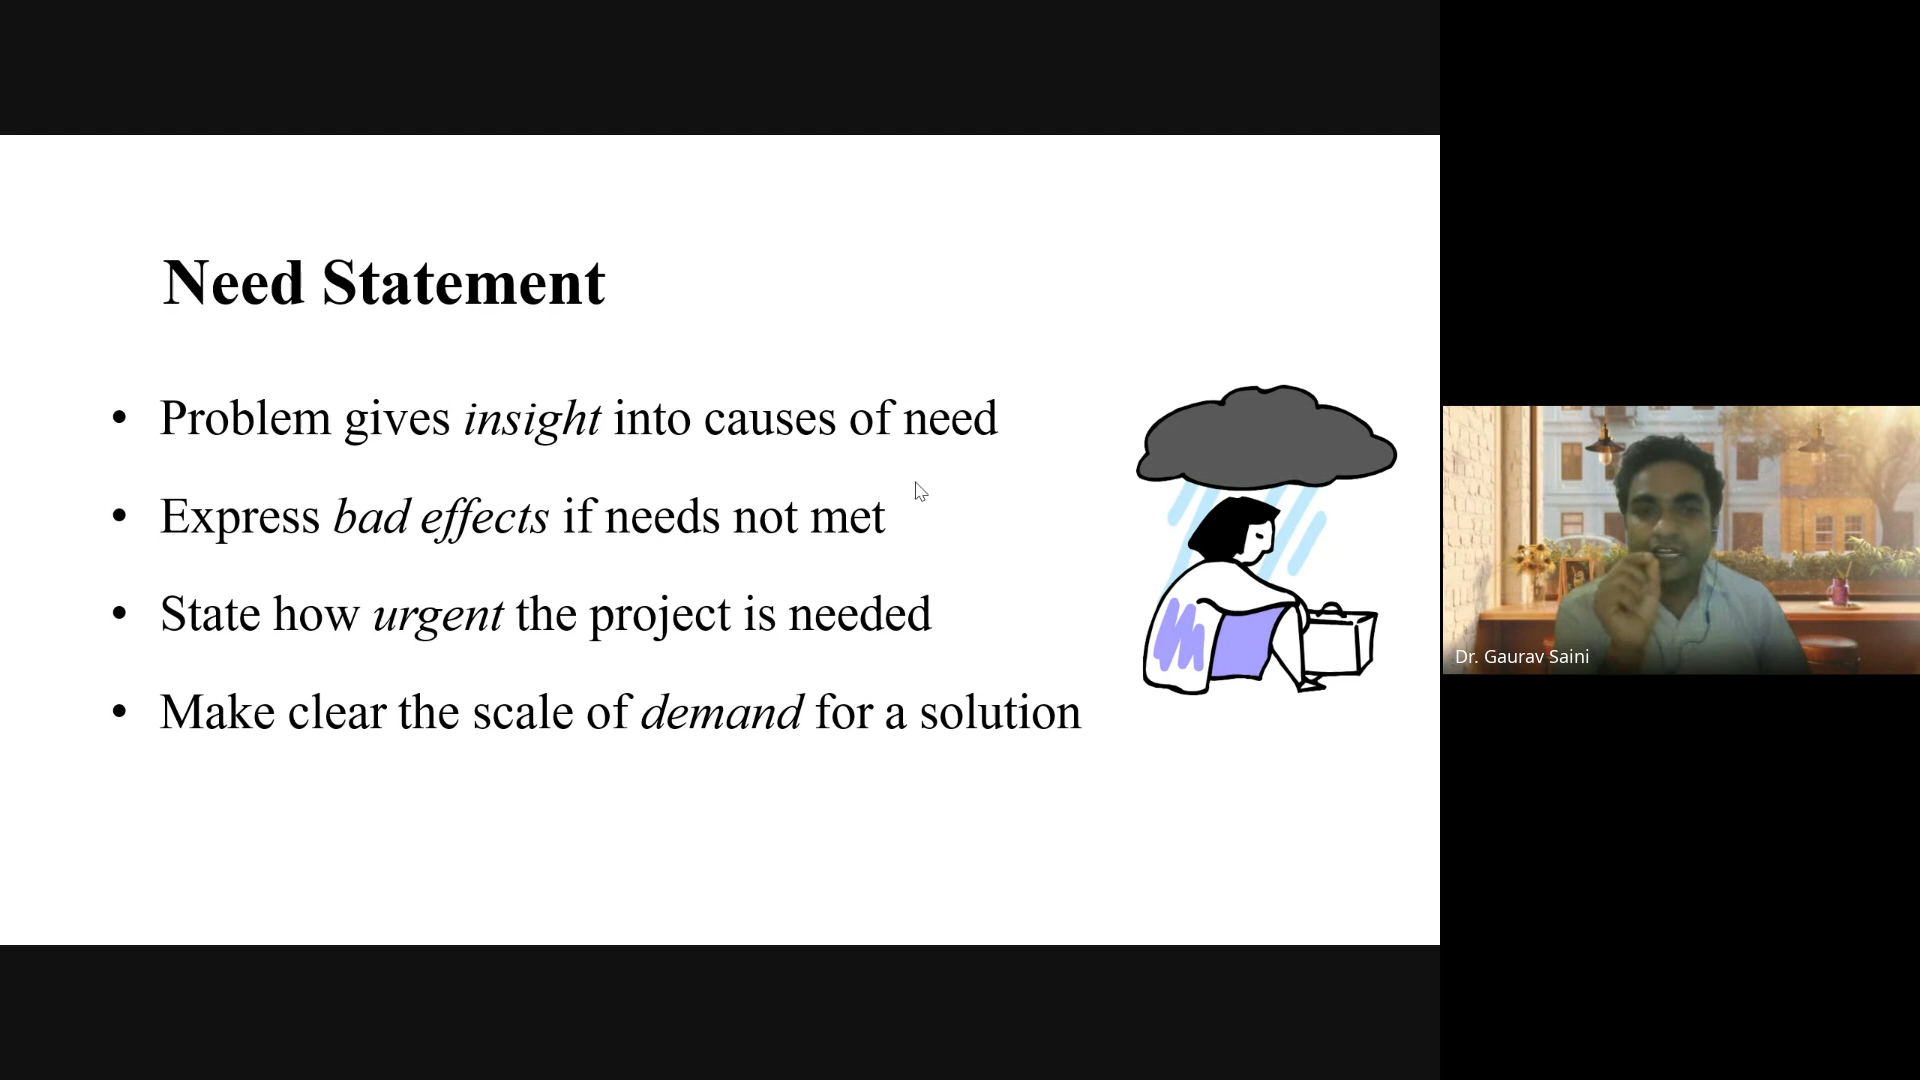 Need Statement
• Problem gives insight into causes of need
• Express bad effects if needs not met
• State how urgent the project is needed
• Make clear the scale of demand for a solution
Dr. Gaurav Saini